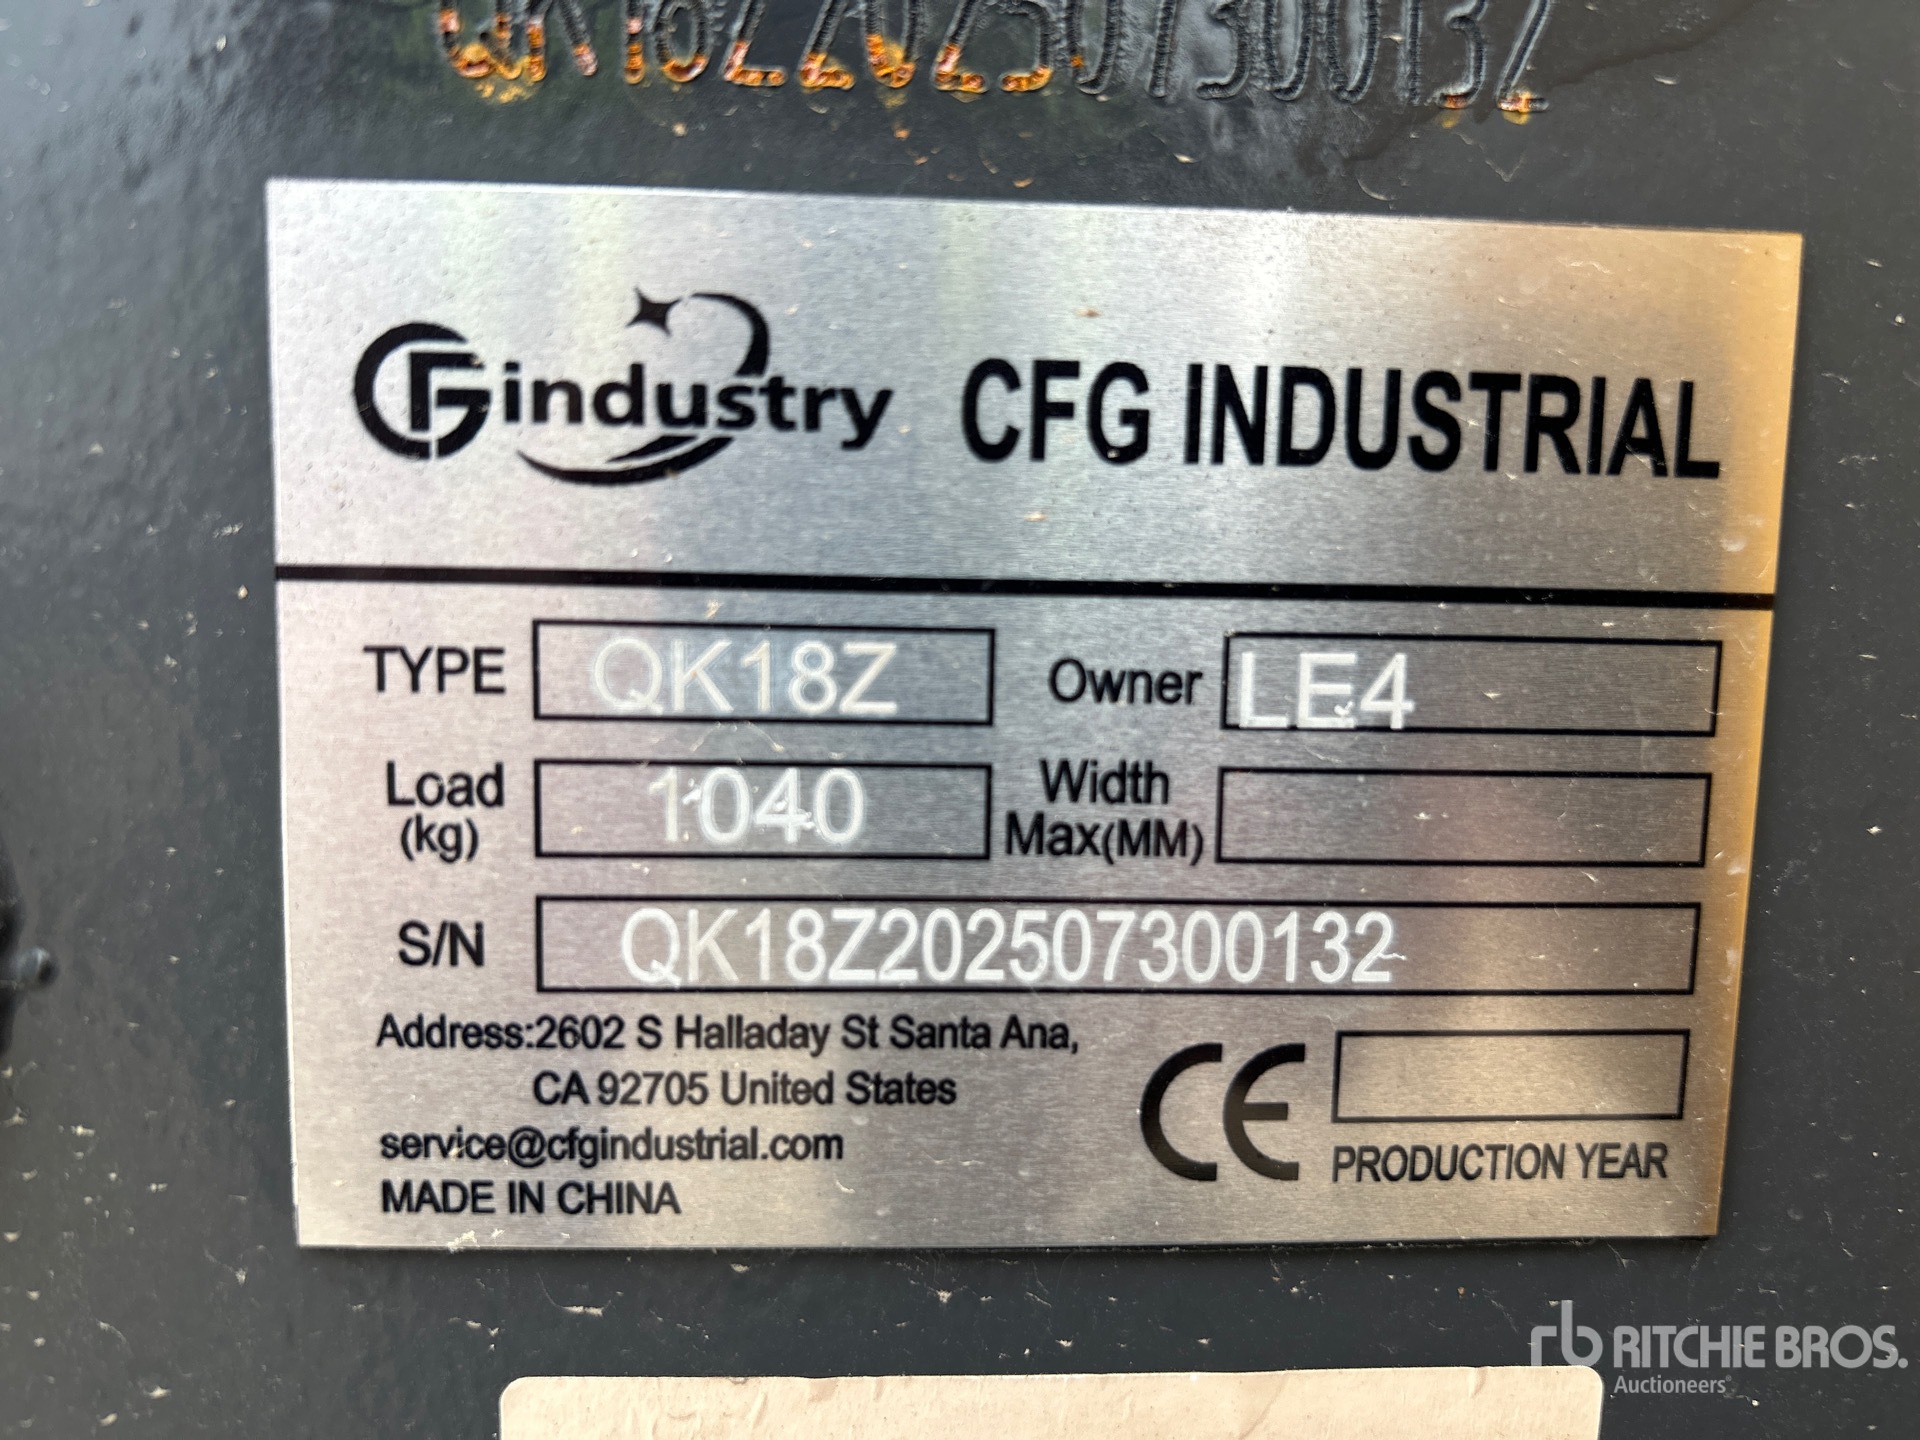 QK18Z202507300132
CFGindustry CFG INDUSTRIAL
TYPE QK18Z Owner LE4
Load (kg) 1040 Width Max(MM)
S/N QK18Z202507300132
Address:2602 S Halladay St Santa Ana,
CA 92705 United States
service@cfgindustrial.com
MADE IN CHINA
CE PRODUCTION YEAR
rb RITCHIE BROS.
Auctioneers